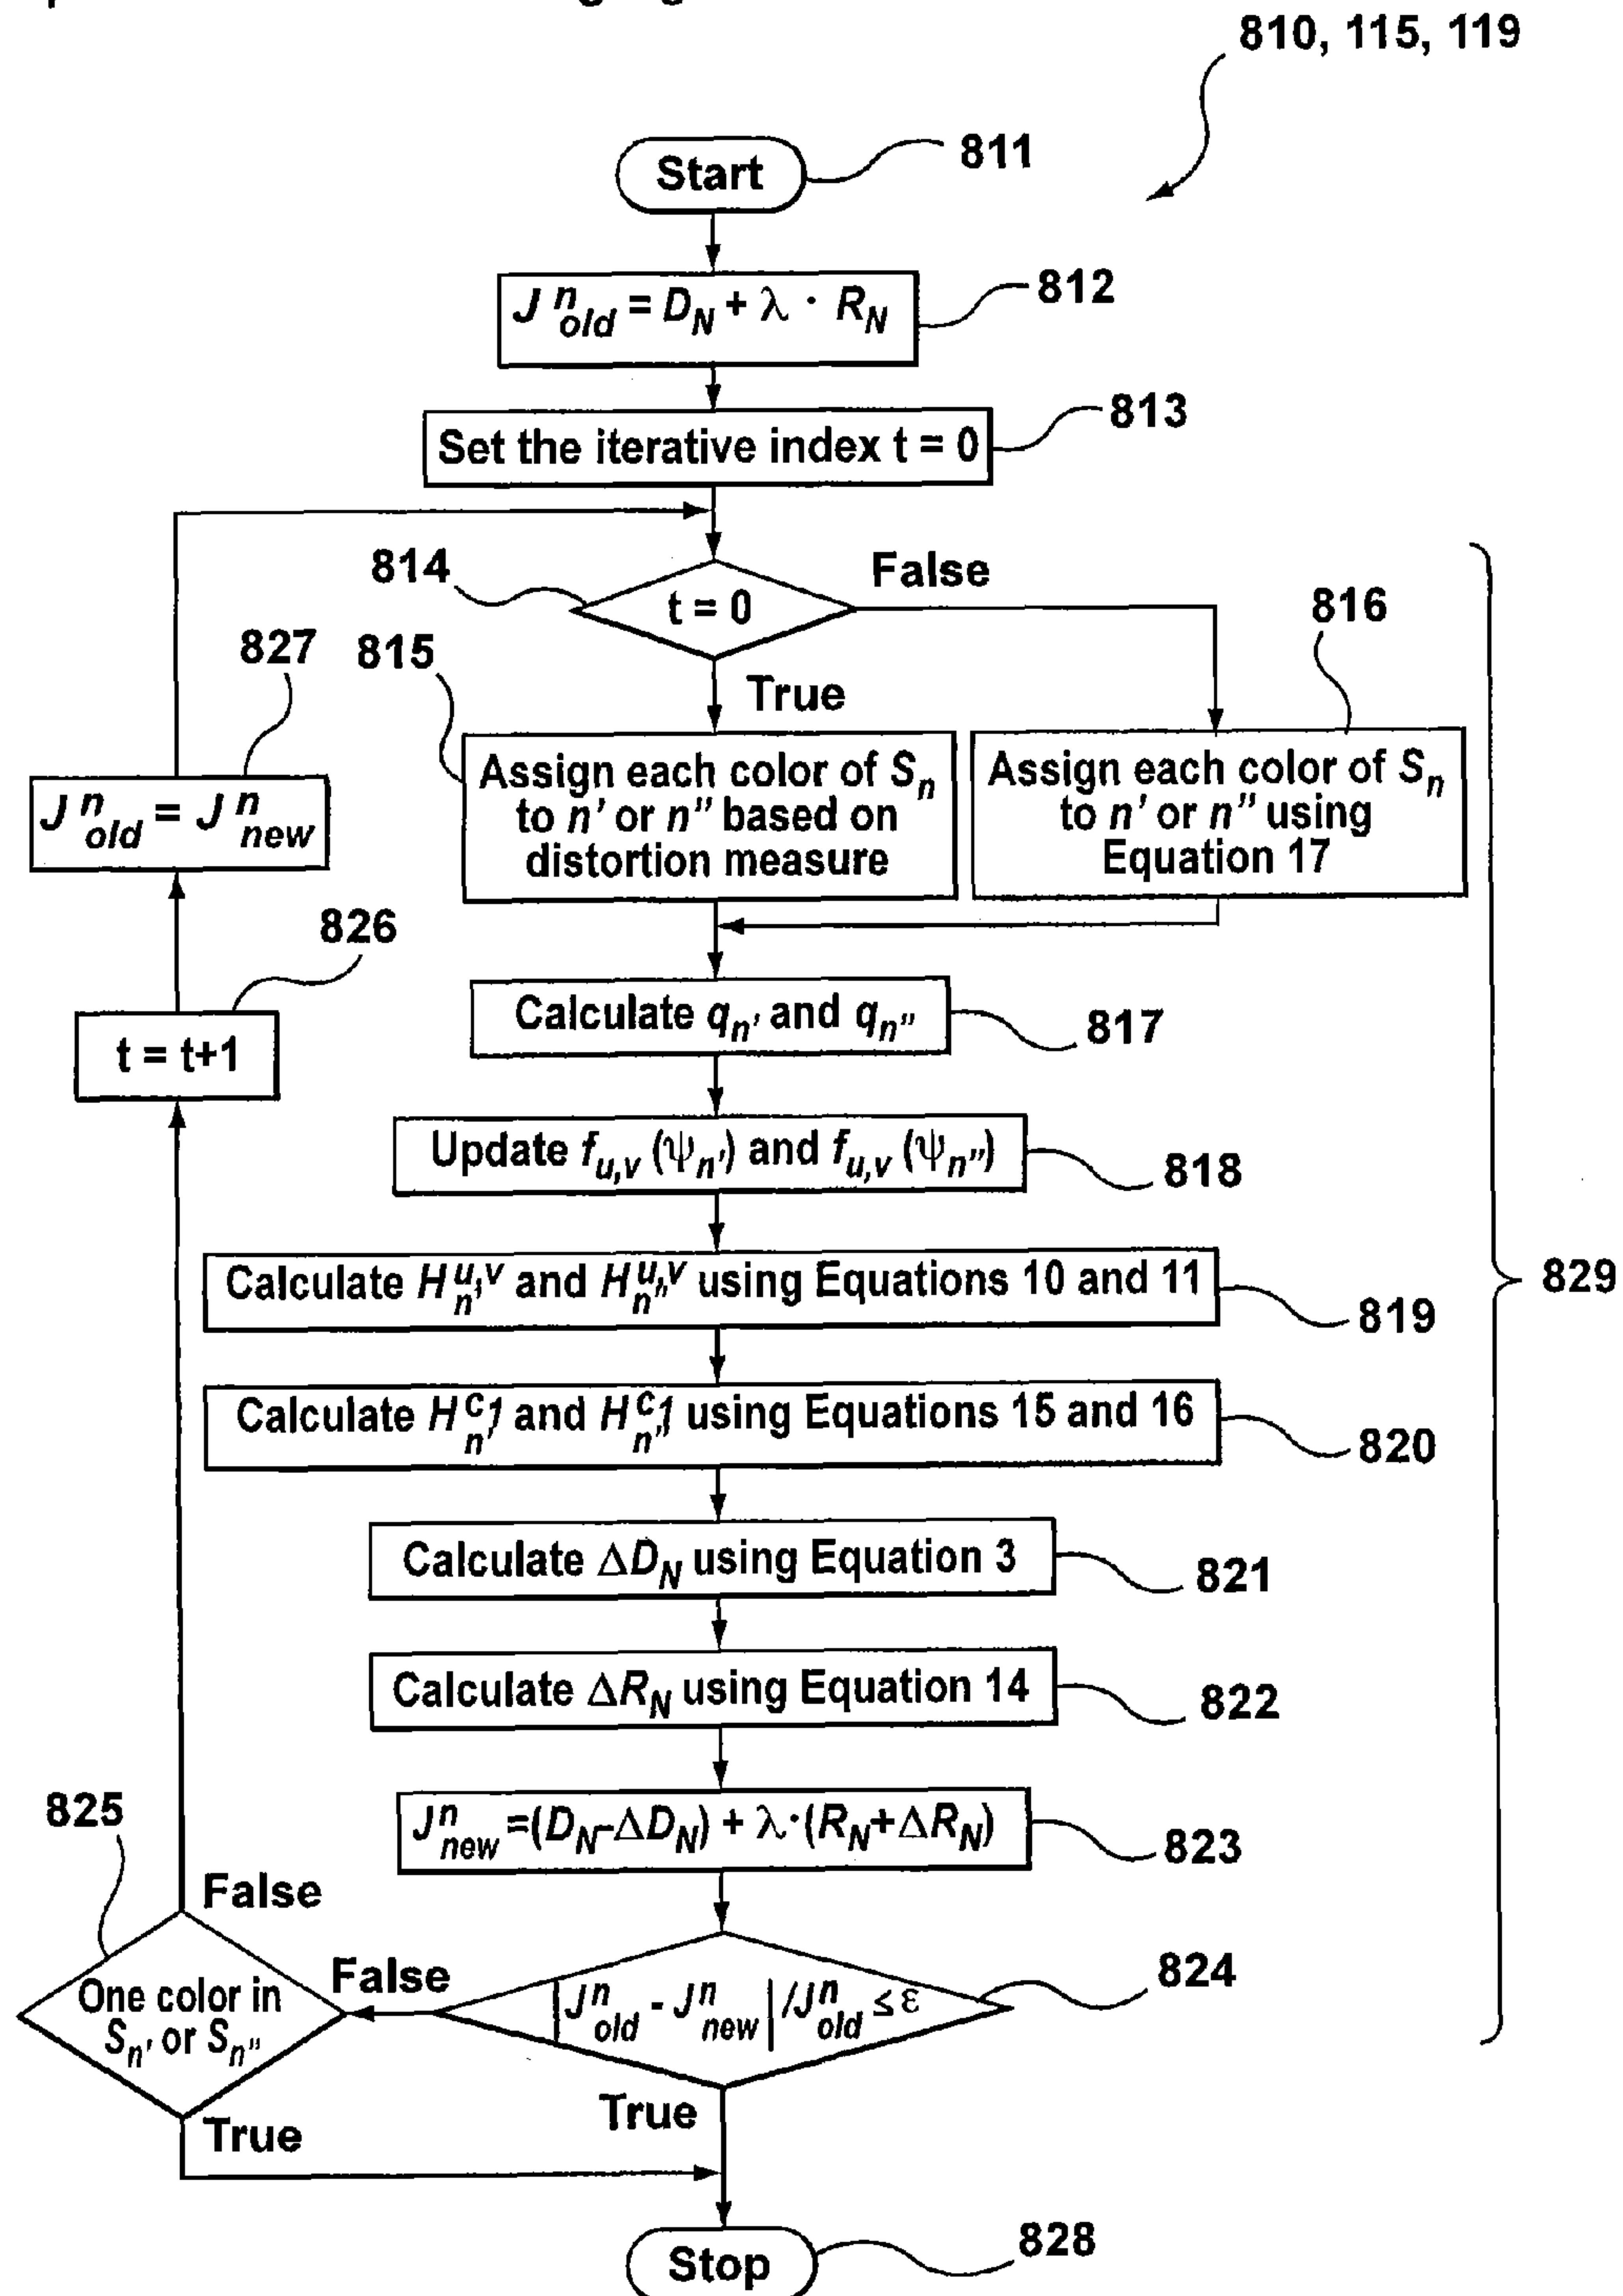 810, 115, 119
Start
811
J^n_old = D_N + λ · R_N
812
Set the iterative index t = 0
813
814
t = 0
False
True
815
816
827
Assign each color of S_n
to n' or n" based on
distortion measure
Assign each color of S_n
to n' or n" using
Equation 17
J^n_old = J^n_new
826
t = t+1
Calculate q_n' and q_n"
817
Update f_u,v (ψ_n') and f_u,v (ψ_n")
818
Calculate H^u,v_n' and H^u,v_n" using Equations 10 and 11
819
829
Calculate H^c1_n' and H^c1_n" using Equations 15 and 16
820
Calculate ΔD_N using Equation 3
821
Calculate ΔR_N using Equation 14
822
J^n_new =(D_N-ΔD_N) + λ·(R_N+ΔR_N)
823
825
False
One color in
S_n' or S_n"
False
|J^n_old - J^n_new| /J^n_old ≤ ε
824
True
True
Stop
828